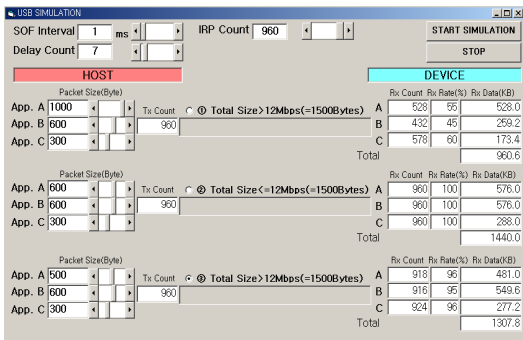 USB SIMULATION
SOF Interval 1 ms IRP Count 960 START SIMULATION
Delay Count 7 STOP
HOST DEVICE
Packet Size(Byte) Rx Count Rx Rate(%) Rx Data(KB)
App. A 1000 Tx Count ① Total Size>12Mbps(=1500Bytes) A 528 55 528.0
App. B 600 960 B 432 45 259.2
App. C 300 C 578 60 173.4
Total 960.6
Packet Size(Byte) Rx Count Rx Rate(%) Rx Data(KB)
App. A 600 Tx Count ② Total Size<=12Mbps(=1500Bytes) A 960 100 576.0
App. B 600 960 B 960 100 576.0
App. C 300 C 960 100 288.0
Total 1440.0
Packet Size(Byte) Rx Count Rx Rate(%) Rx Data(KB)
App. A 500 Tx Count ③ Total Size>12Mbps(=1500Bytes) A 918 96 481.0
App. B 600 960 B 916 95 549.6
App. C 300 C 924 96 277.2
Total 1307.8